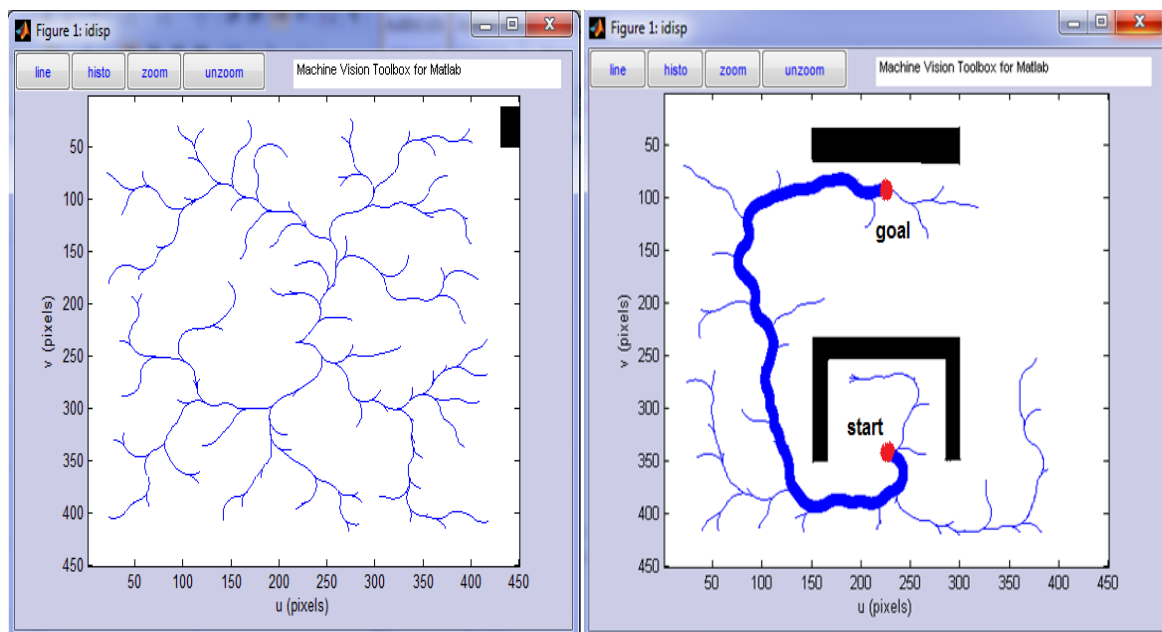 Figure 1: idisp
line histo zoom unzoom Machine Vision Toolbox for Matlab
50
100
150
200
250
300
350
400
450
v (pixels)
50 100 150 200 250 300 350 400 450
u (pixels)
Figure 1: idisp
line histo zoom unzoom Machine Vision Toolbox for Matlab
50
100
150
200
250
300
350
400
450
v (pixels)
goal
start
50 100 150 200 250 300 350 400 450
u (pixels)